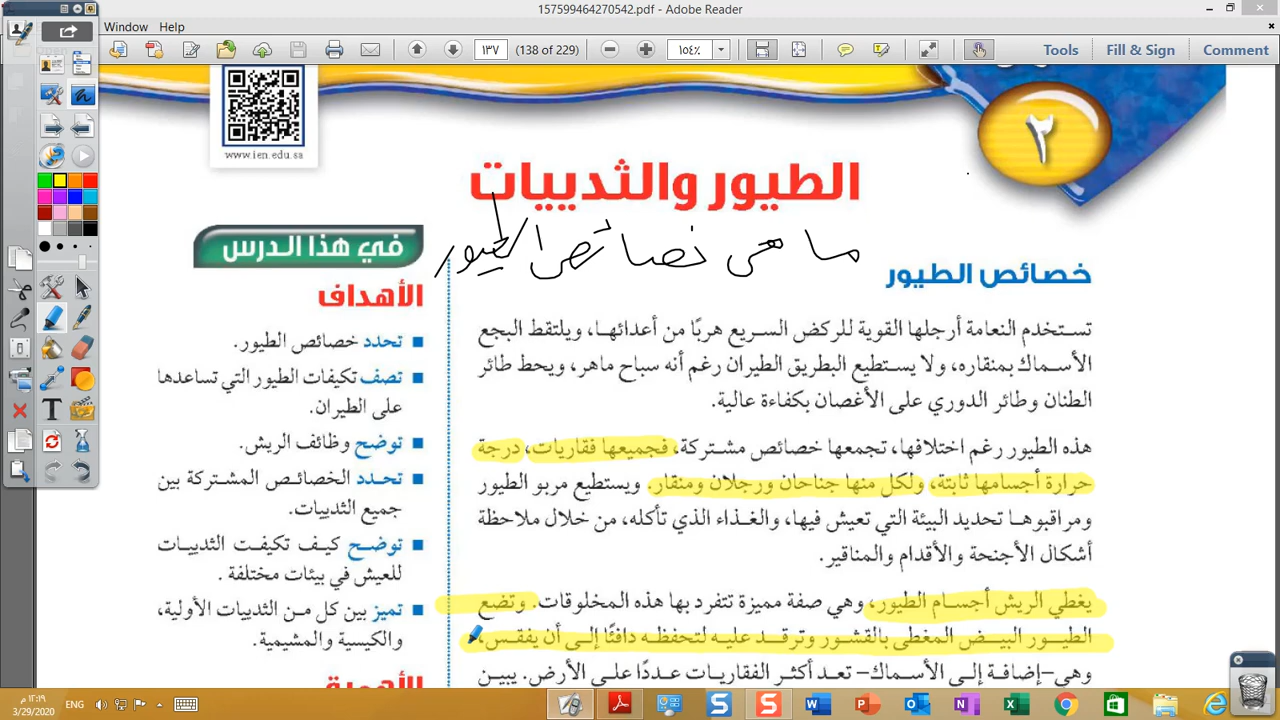 157599464270542.pdf - Adobe Reader
Window Help
١٣٧ (138 of 229) ١٥٤٪ Tools Fill & Sign Comment
www.ien.edu.sa
٢
الطيور والثدييات
ما هي خصائص الطيور
خصائص الطيور
تستخدم النعامة أرجلها القوية للركض السريع هربًا من أعدائها، ويلتقط البجع
الأسماك بمنقاره، ولا يستطيع البطريق الطيران رغم أنه سباح ماهر، ويحط طائر
الطنان وطائر الدوري على الأغصان بكفاءة عالية.
هذه الطيور رغم اختلافها، تجمعها خصائص مشتركة، فجميعها فقاريات، درجة
حرارة أجسامها ثابتة، ولكل منها جناحان ورجلان ومنقار. ويستطيع مربو الطيور
ومراقبوها تحديد البيئة التي تعيش فيها، والغذاء الذي تأكله، من خلال ملاحظة
أشكال الأجنحة والأقدام والمناقير.
يغطي الريش أجسام الطيور، وهي صفة مميزة تتفرد بها هذه المخلوقات. وتضع
الطيور البيض المغطى بالقشور وترقد عليه لتحفظه دافئًا إلى أن يفقس،
وهي-إضافة إلى الأسماك- تعد أكثر الفقاريات عددًا على الأرض. يبين
في هذا الدرس
الأهداف
تحدد خصائص الطيور.
تصف تكيفات الطيور التي تساعدها
على الطيران.
توضح وظائف الريش.
تحدد الخصائص المشتركة بين
جميع الثدييات.
توضح كيف تكيفت الثدييات
للعيش في بيئات مختلفة .
تميز بين كل من الثدييات الأولية،
والكيسية والمشيمية.
الأهمية
ENG ١٢:١٩ م
3/29/2020